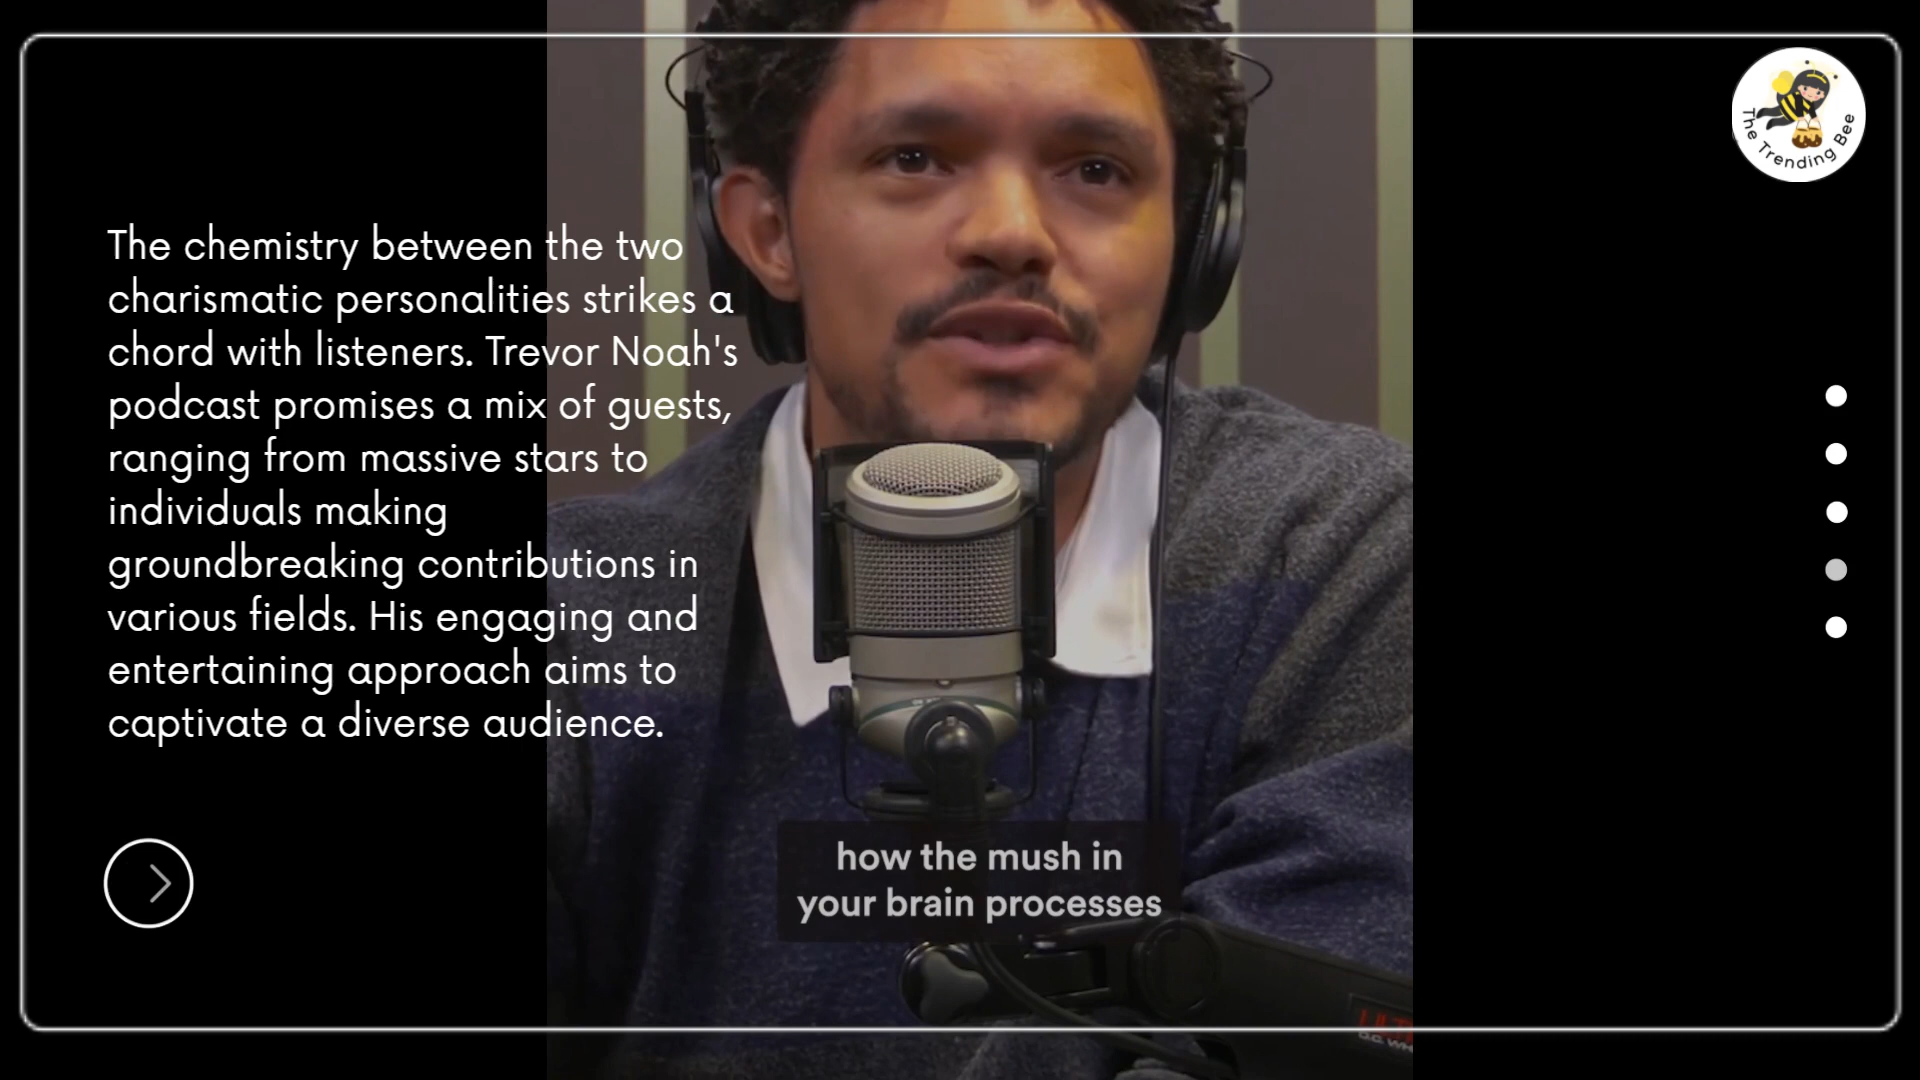 The Trending Bee
The chemistry between the two
charismatic personalities strikes a
chord with listeners. Trevor Noah's
podcast promises a mix of guests,
ranging from massive stars to
individuals making
groundbreaking contributions in
various fields. His engaging and
entertaining approach aims to
captivate a diverse audience.
how the mush in
your brain processes